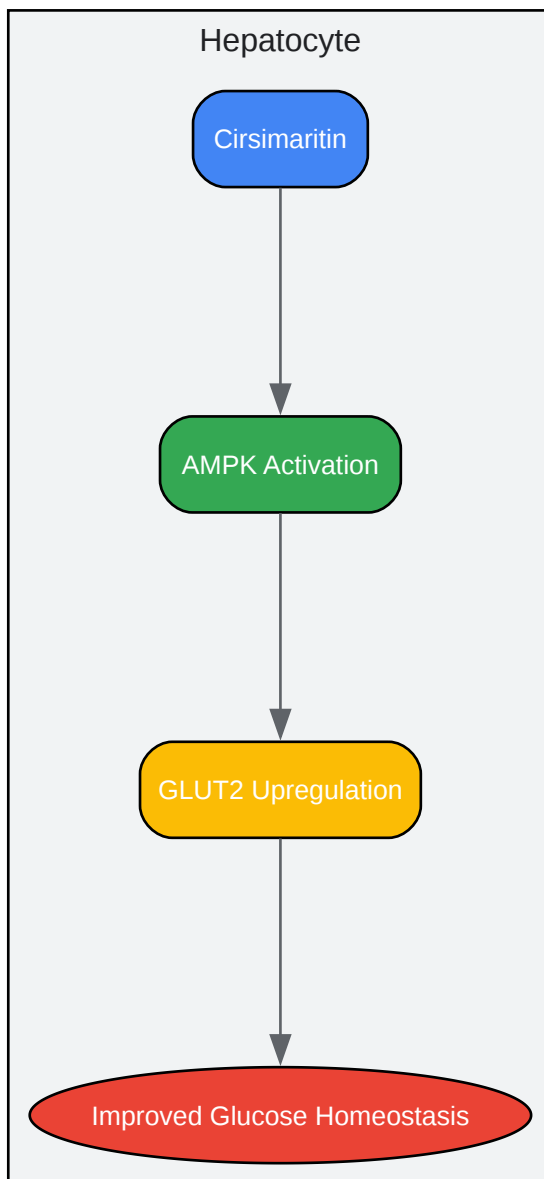 Hepatocyte
Cirsimaritin
AMPK Activation
GLUT2 Upregulation
Improved Glucose Homeostasis